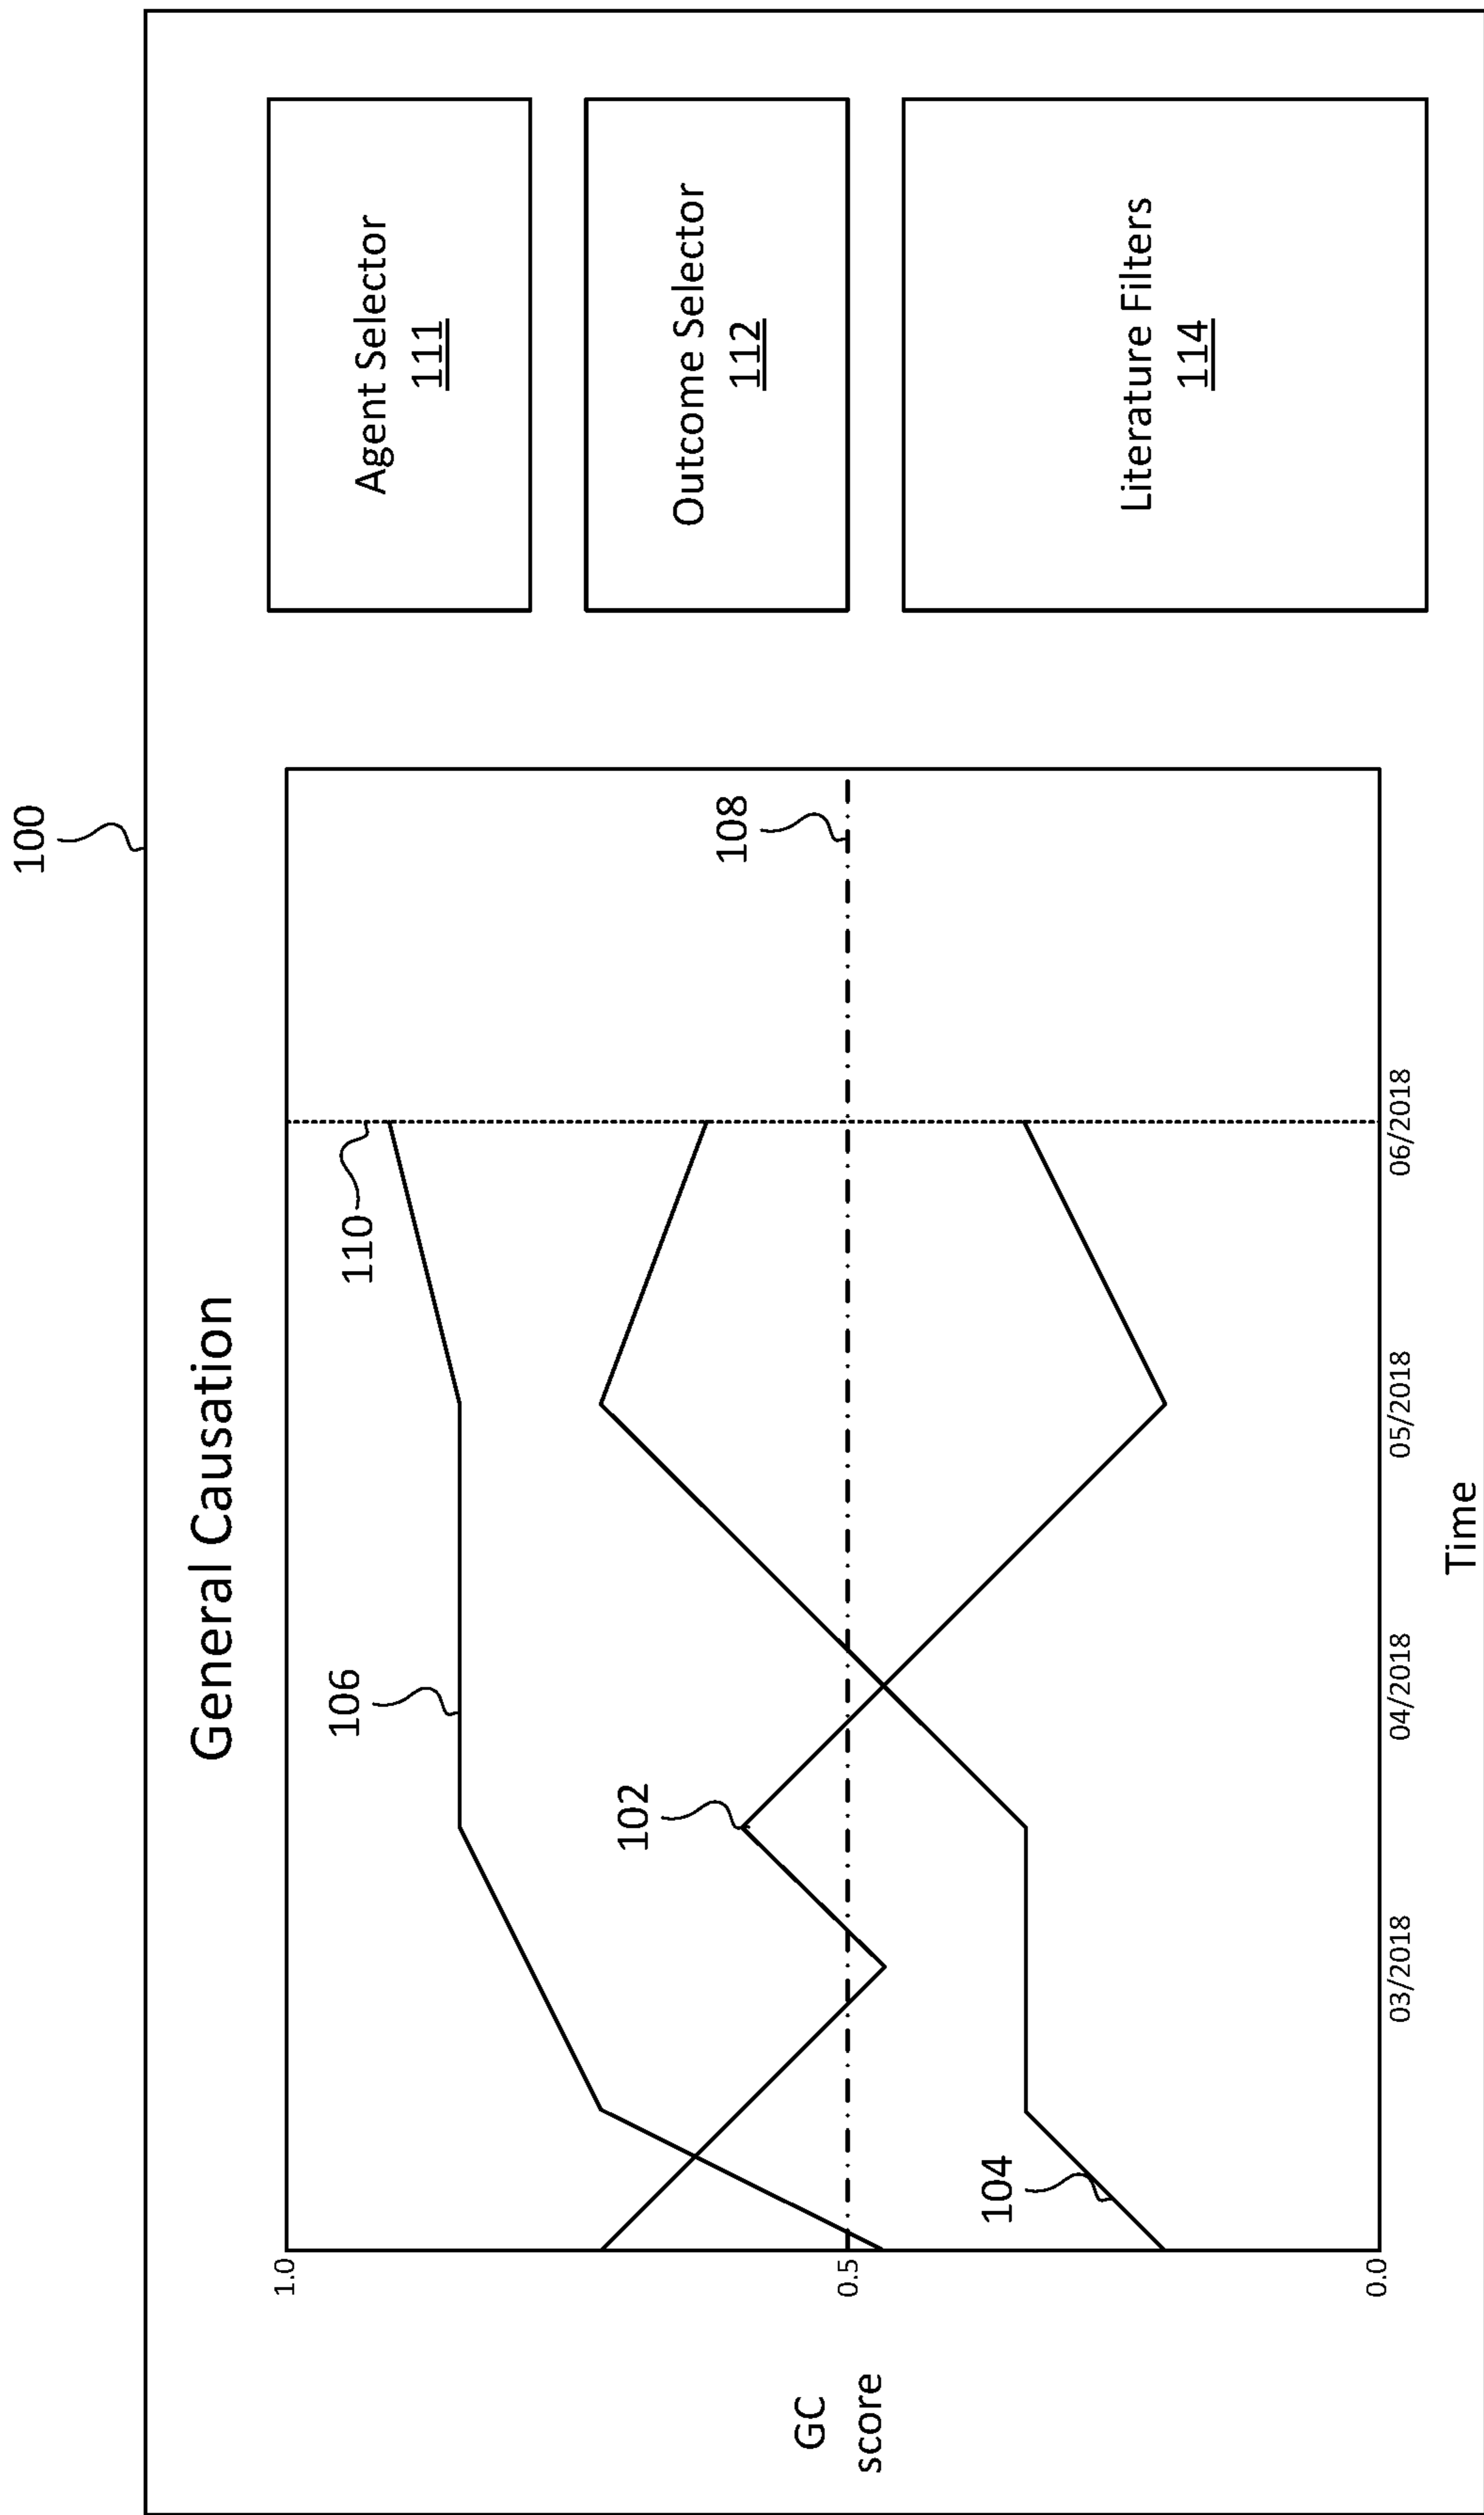 100
General Causation
GC
score
1.0
0.5
0.0
106
102
104
110
108
03/2018
04/2018
05/2018
06/2018
Time
Agent Selector
111
Outcome Selector
112
Literature Filters
114